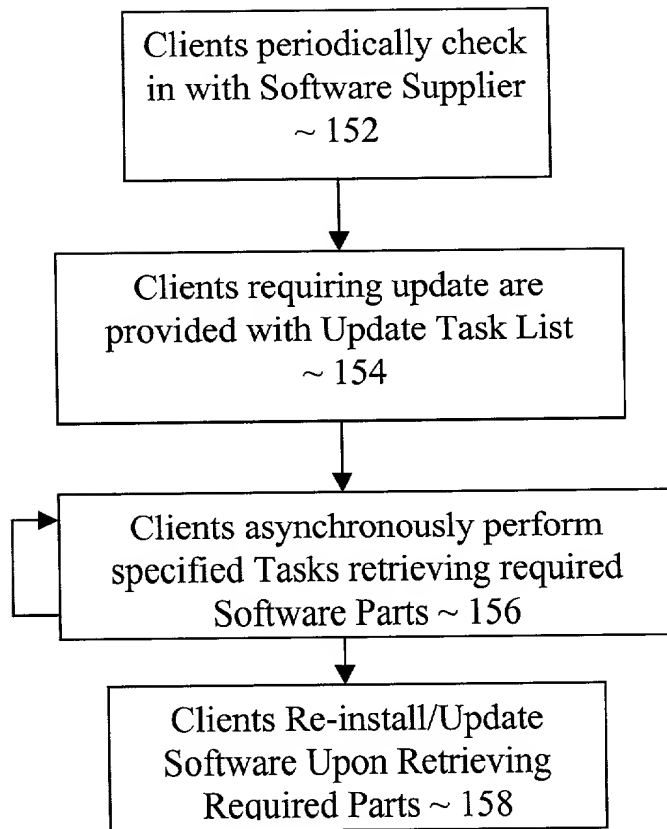 Clients periodically check
in with Software Supplier
~ 152
Clients requiring update are
provided with Update Task List
~ 154
Clients asynchronously perform
specified Tasks retrieving required
Software Parts ~ 156
Clients Re-install/Update
Software Upon Retrieving
Required Parts ~ 158